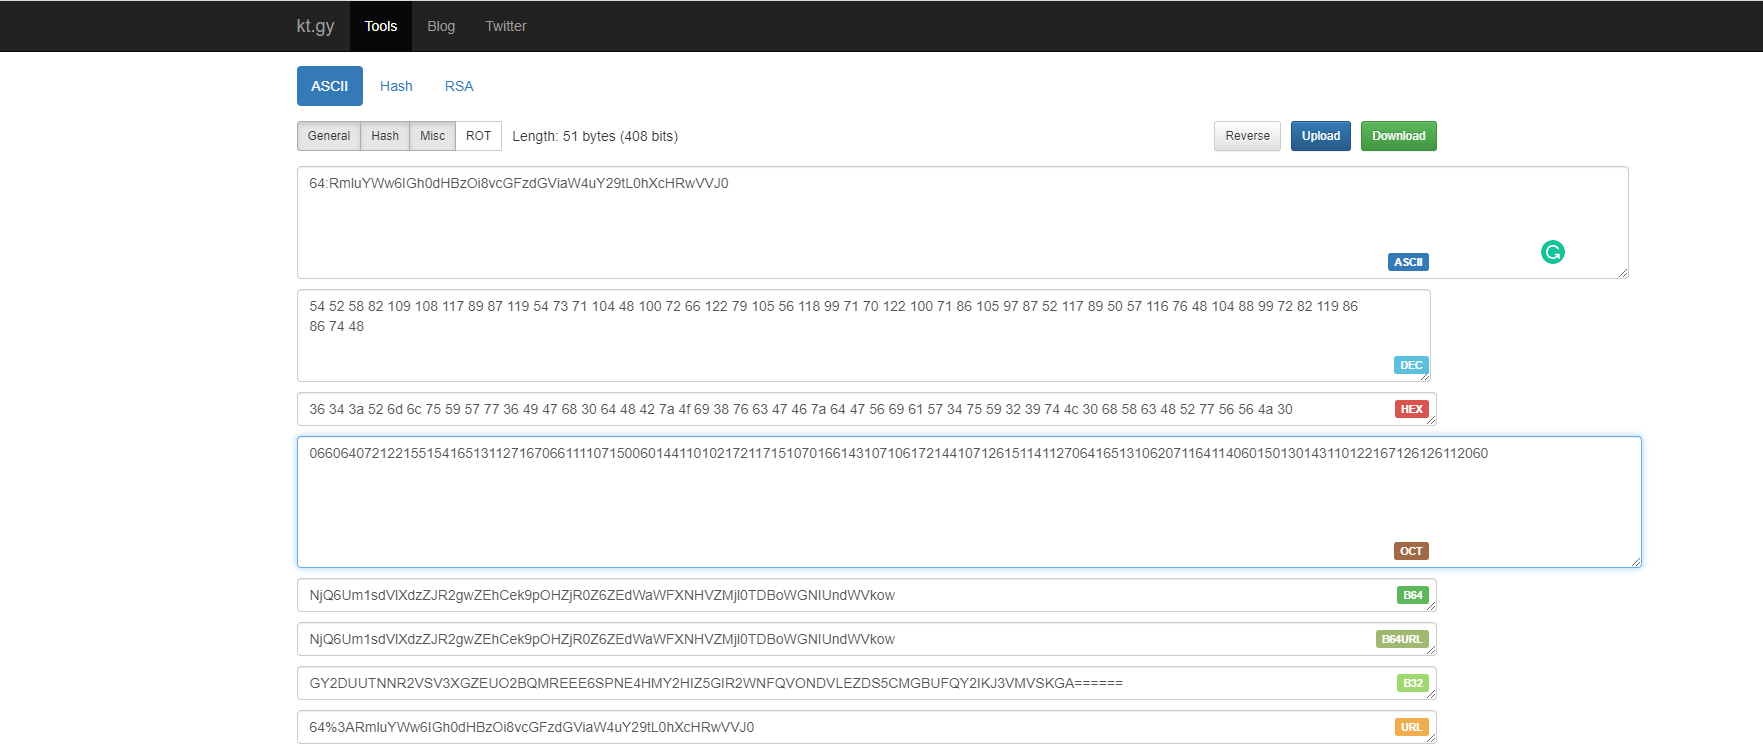 kt.gy Tools Blog Twitter
ASCII Hash RSA
General Hash Misc ROT Length: 51 bytes (408 bits) Reverse Upload Download
64:RmluYWw6IGh0dHBzOi8vcGFzdGViaW4uY29tL0hXcHRwVVJ0
ASCII
54 52 58 82 109 108 117 89 87 119 54 73 71 104 48 100 72 66 122 79 105 56 118 99 71 70 122 100 71 86 105 97 87 52 117 89 50 57 116 76 48 104 88 99 72 82 119 86
86 74 48
DEC
36 34 3a 52 6d 6c 75 59 57 77 36 49 47 68 30 64 48 42 7a 4f 69 38 76 63 47 46 7a 64 47 56 69 61 57 34 75 59 32 39 74 4c 30 68 58 63 48 52 77 56 56 4a 30 HEX
066064072122155154165131127167066111107150060144110102172117151070166143107106172144107126151141127064165131062071164114060150130143110122167126126112060
OCT
NjQ6Um1sdVlXdzZJR2gwZEhCek9pOHZjR0Z6ZEdWaWFXNHVZMjl0TDBoWGNIUndWVkow B64
NjQ6Um1sdVlXdzZJR2gwZEhCek9pOHZjR0Z6ZEdWaWFXNHVZMjl0TDBoWGNIUndWVkow B64URL
GY2DUUTNNR2VSV3XGZEUO2BQMREEE6SPNE4HMY2HIZ5GIR2WNFQVONDVLEZDS5CMGBUFQY2IKJ3VMVSKGA====== B32
64%3ARmluYWw6IGh0dHBzOi8vcGFzdGViaW4uY29tL0hXcHRwVVJ0 URL